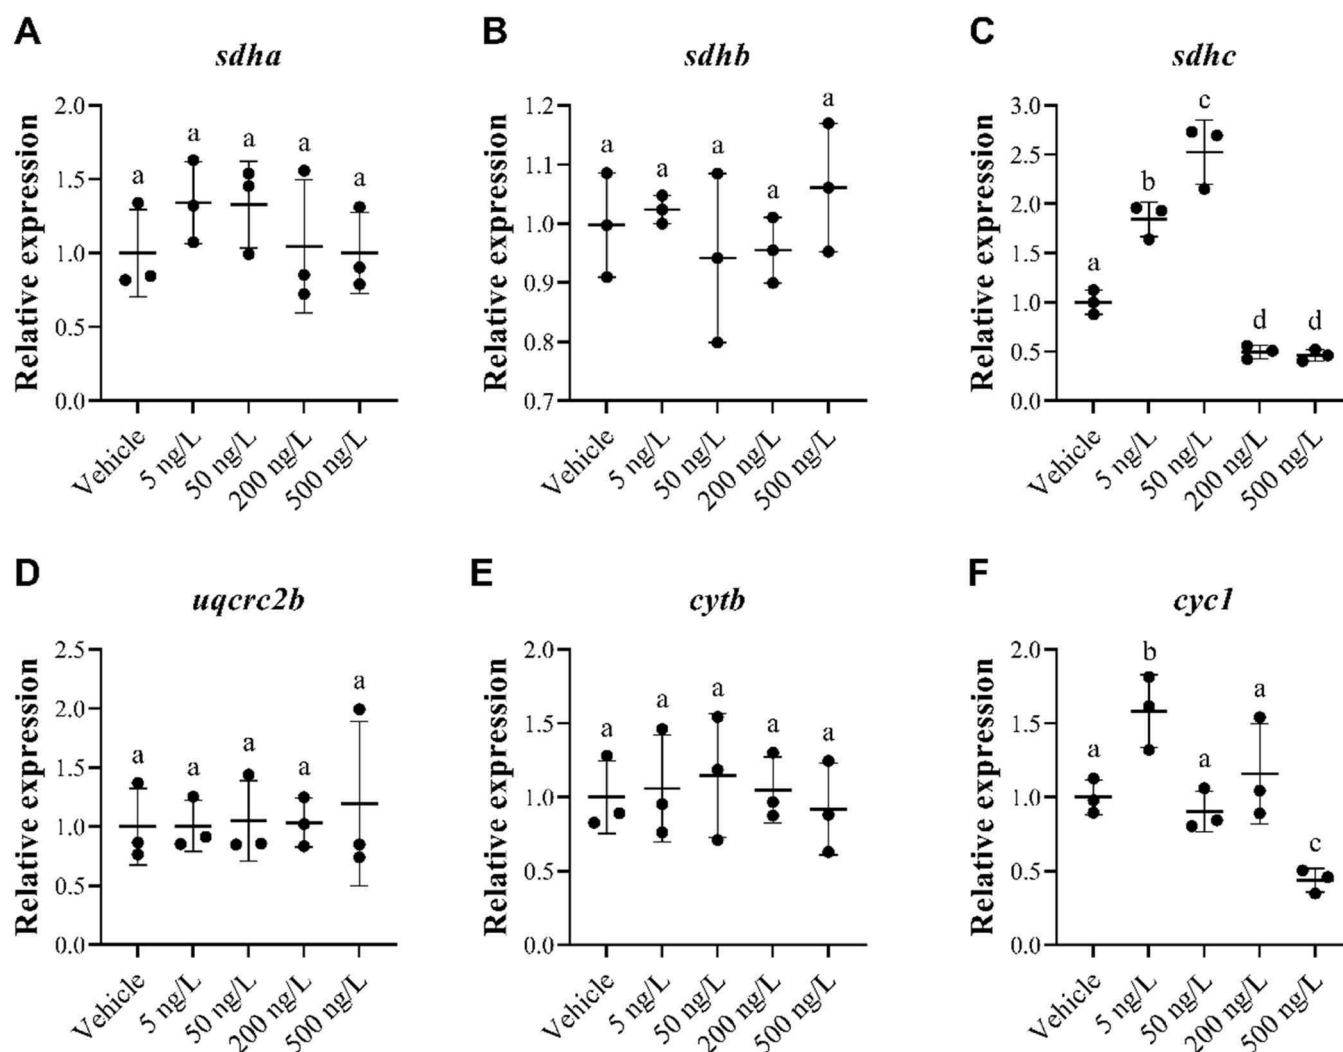 A
sdha
Relative expression
2.0
1.5
1.0
0.5
0.0
a a a a a
Vehicle
5 ng/L
50 ng/L
200 ng/L
500 ng/L
B
sdhb
Relative expression
1.2
1.1
1.0
0.9
0.8
0.7
a a a a a
Vehicle
5 ng/L
50 ng/L
200 ng/L
500 ng/L
C
sdhc
Relative expression
3.0
2.5
2.0
1.5
1.0
0.5
0.0
a b c d d
Vehicle
5 ng/L
50 ng/L
200 ng/L
500 ng/L
D
uqcrc2b
Relative expression
2.5
2.0
1.5
1.0
0.5
0.0
a a a a a
Vehicle
5 ng/L
50 ng/L
200 ng/L
500 ng/L
E
cytb
Relative expression
2.0
1.5
1.0
0.5
0.0
a a a a a
Vehicle
5 ng/L
50 ng/L
200 ng/L
500 ng/L
F
cyc1
Relative expression
2.0
1.5
1.0
0.5
0.0
a b a a c
Vehicle
5 ng/L
50 ng/L
200 ng/L
500 ng/L